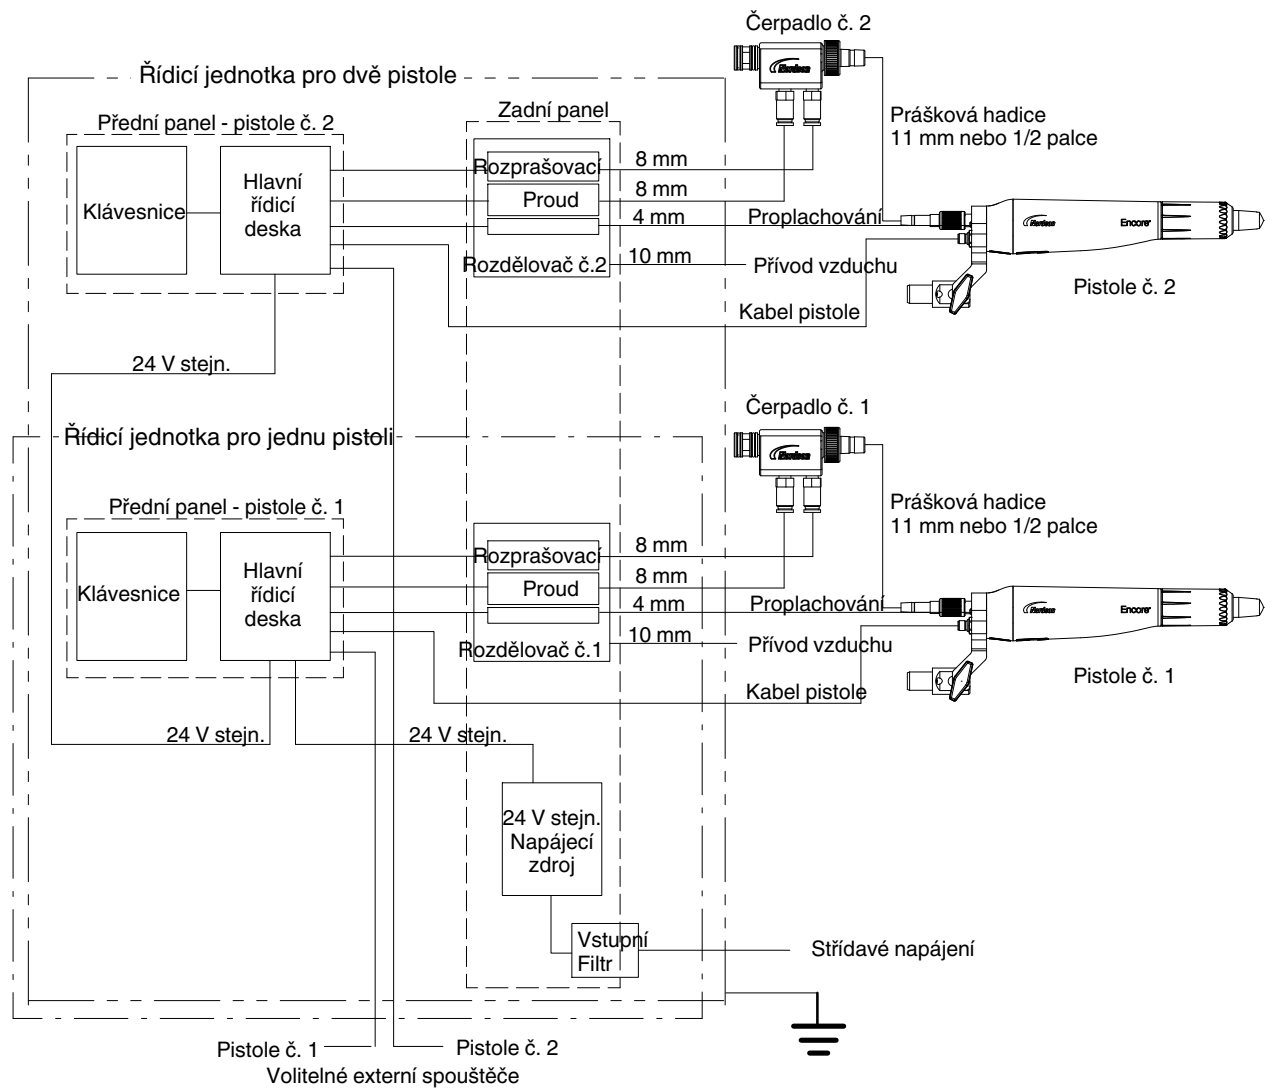 Čerpadlo č. 2
Řídicí jednotka pro dvě pistole
Nordson
Zadní panel
Přední panel - pistole č. 2
Prášková hadice
11 mm nebo 1/2 palce
Klávesnice
Hlavní
řídicí
deska
Rozprašovací
8 mm
Proud
8 mm
4 mm
Proplachování
Nordson
Encore
Rozdělovač č.2
10 mm
Přívod vzduchu
Pistole č. 2
Kabel pistole
24 V stejn.
Čerpadlo č. 1
Řídicí jednotka pro jednu pistoli
Nordson
Přední panel - pistole č. 1
Prášková hadice
11 mm nebo 1/2 palce
Klávesnice
Hlavní
řídicí
deska
Rozprašovací
8 mm
Proud
8 mm
4 mm
Proplachování
Nordson
Encore
Rozdělovač č.1
10 mm
Přívod vzduchu
Pistole č. 1
Kabel pistole
24 V stejn.
24 V stejn.
24 V stejn.
Napájecí
zdroj
Vstupní
Filtr
Střídavé napájení
Pistole č. 1
Pistole č. 2
Volitelné externí spouštěče